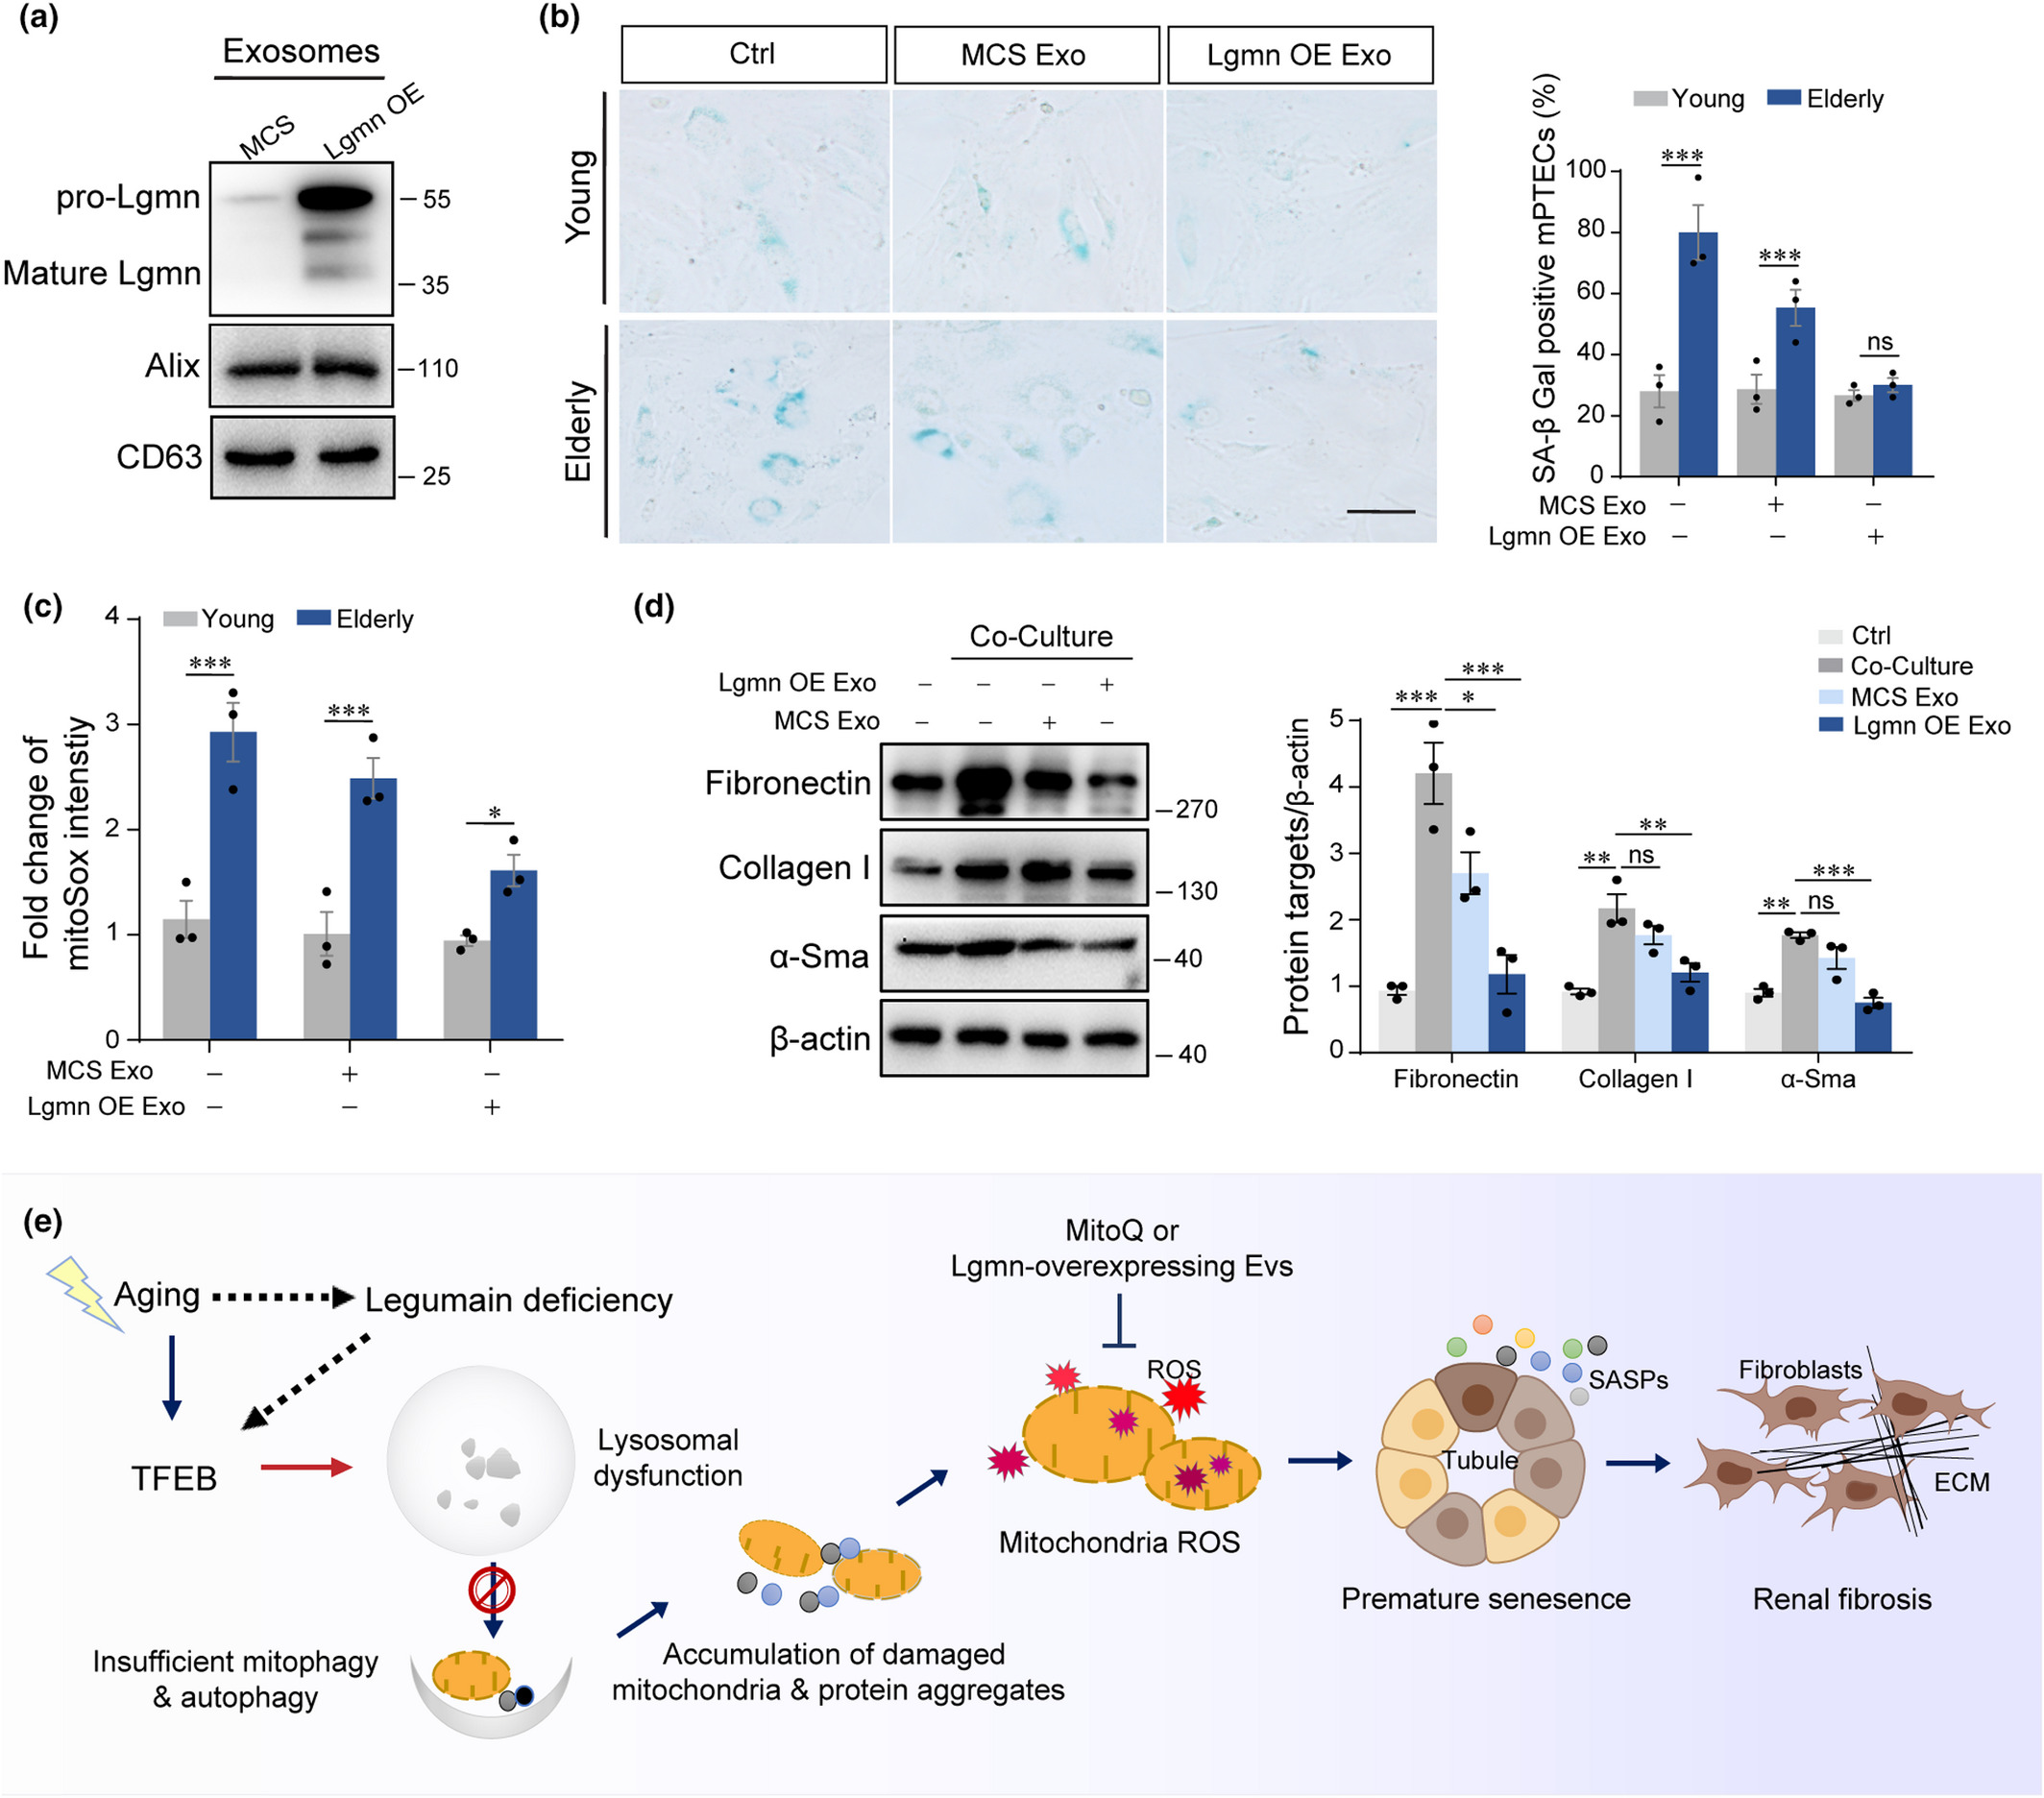 (a)
Exosomes
MCS
Lgmn OE
pro-Lgmn
55
Mature Lgmn
35
Alix
110
CD63
25
(b)
Ctrl
MCS Exo
Lgmn OE Exo
Young
Elderly
SA-β Gal positive mPTECs (%)
Young
Elderly
100
80
60
40
20
0
***
***
ns
MCS Exo − + −
Lgmn OE Exo − − +
(c)
Fold change of
mitoSox intenstiy
Young
Elderly
4
3
2
1
0
***
***
*
MCS Exo − + −
Lgmn OE Exo − − +
(d)
Co-Culture
Lgmn OE Exo − − − +
MCS Exo − − + −
Fibronectin
270
Collagen I
130
α-Sma
40
β-actin
40
Protein targets/β-actin
Ctrl
Co-Culture
MCS Exo
Lgmn OE Exo
5
4
3
2
1
0
***
*** *
**
** ns
***
** ns
Fibronectin
Collagen I
α-Sma
(e)
Aging
Legumain deficiency
TFEB
Lysosomal
dysfunction
Insufficient mitophagy
& autophagy
Accumulation of damaged
mitochondria & protein aggregates
MitoQ or
Lgmn-overexpressing Evs
ROS
Mitochondria ROS
SASPs
Tubule
Premature senesence
Fibroblasts
ECM
Renal fibrosis